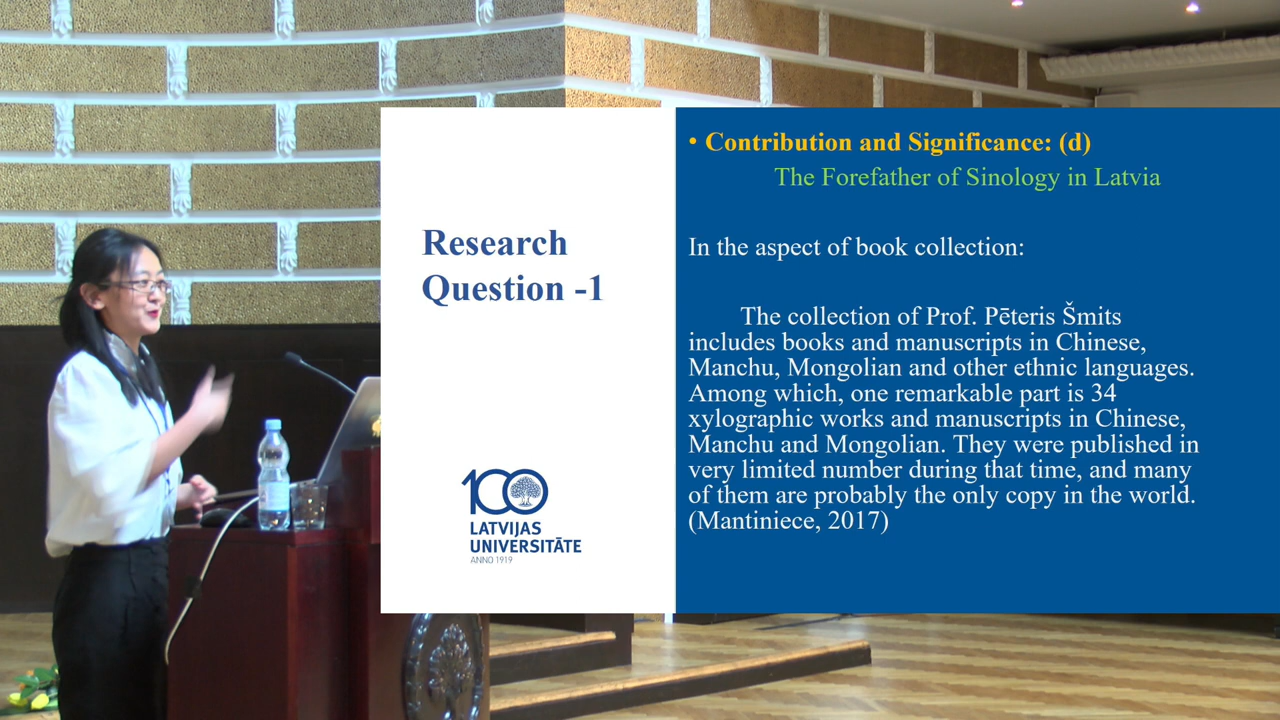 Research
Question -1
100
LATVIJAS
UNIVERSITĀTE
ANNO 1919
• Contribution and Significance: (d)
The Forefather of Sinology in Latvia
In the aspect of book collection:
The collection of Prof. Pēteris Šmits
includes books and manuscripts in Chinese,
Manchu, Mongolian and other ethnic languages.
Among which, one remarkable part is 34
xylographic works and manuscripts in Chinese,
Manchu and Mongolian. They were published in
very limited number during that time, and many
of them are probably the only copy in the world.
(Mantiniece, 2017)